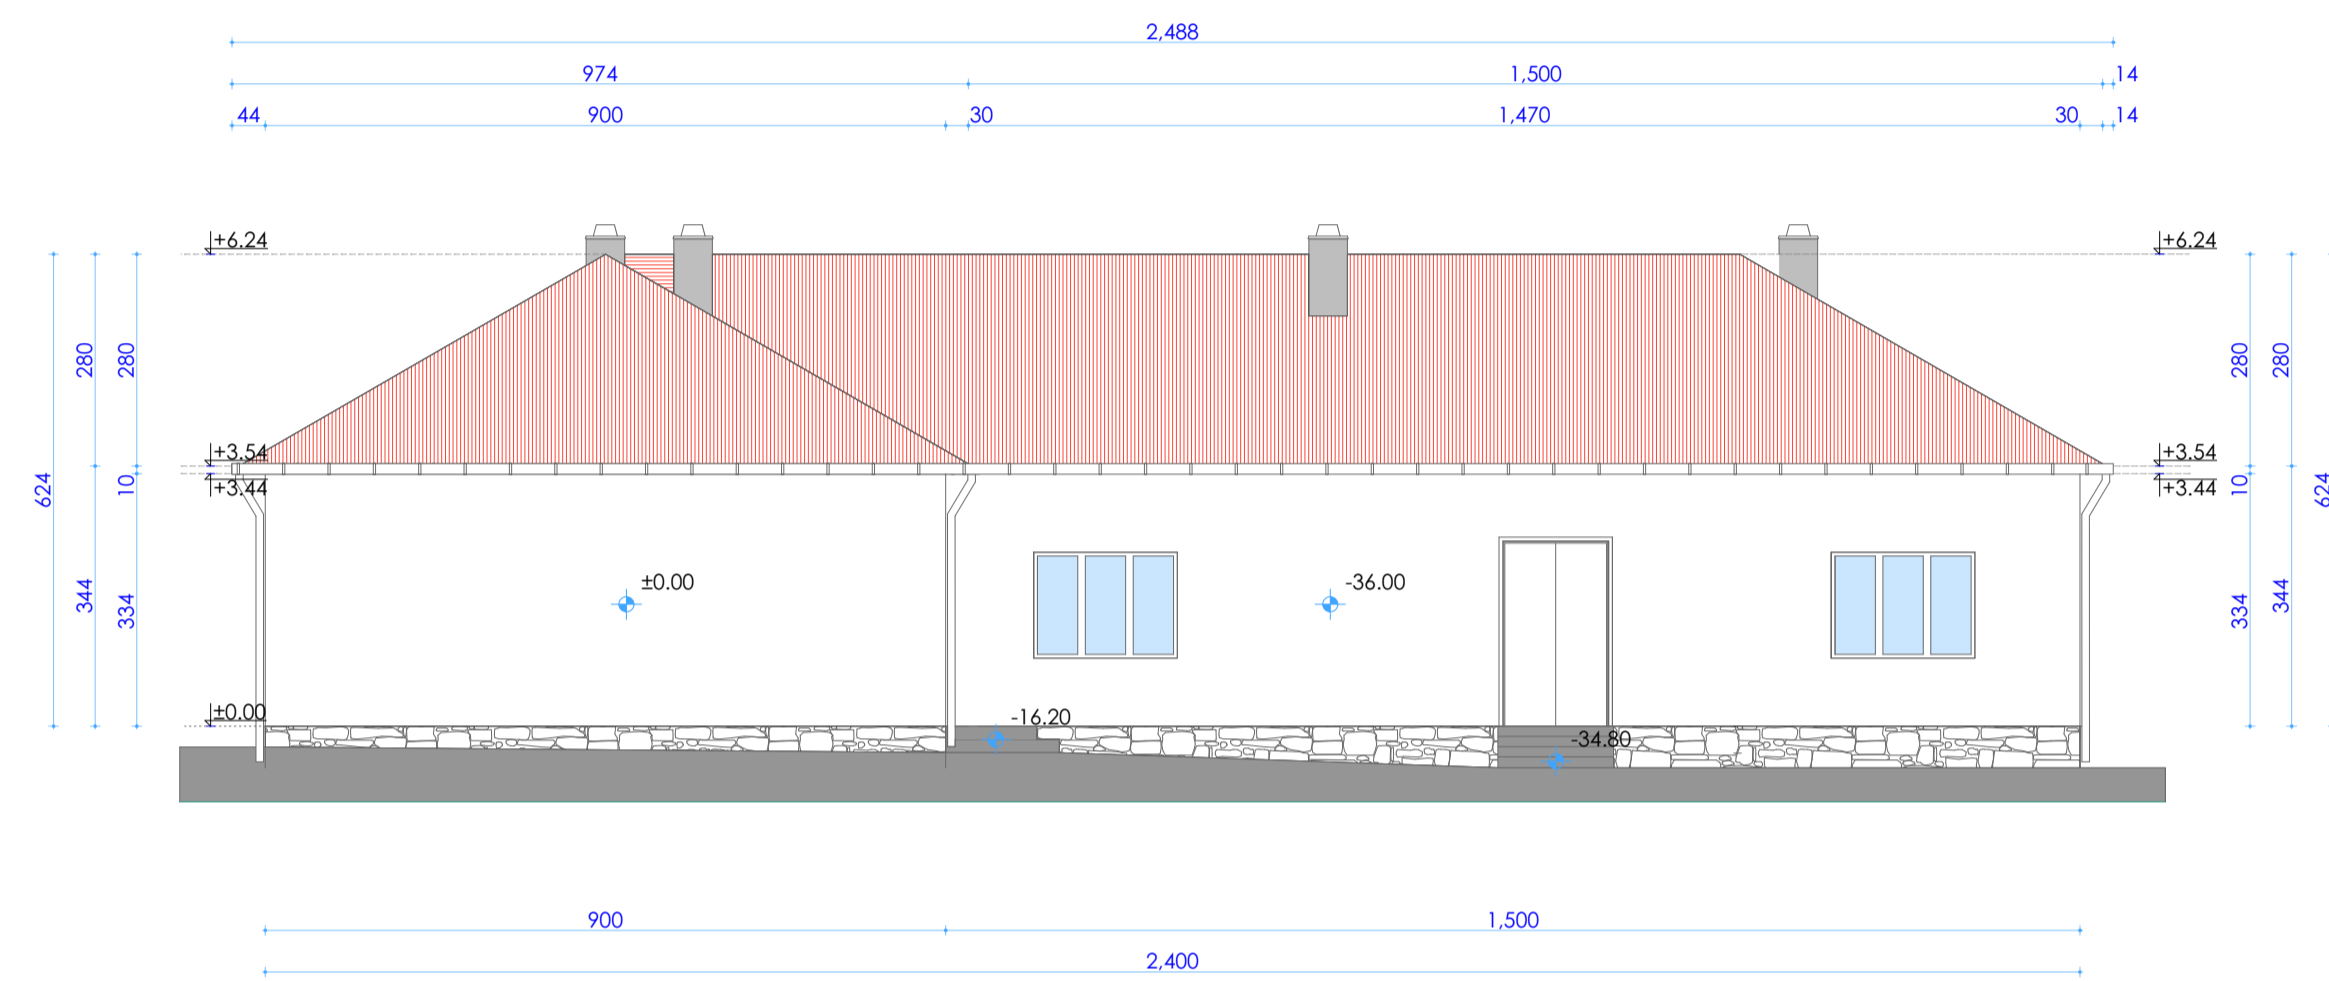 2,488
974 1,500 14
44 900 30 1,470 30 14
+6.24 +6.24
280 280 280 280
+3.54 +3.54
624 10 10 624
+3.44 +3.44
±0.00 -36.00
344 334 334 344
±0.00 -16.20
-34.80
900 1,500
2,400